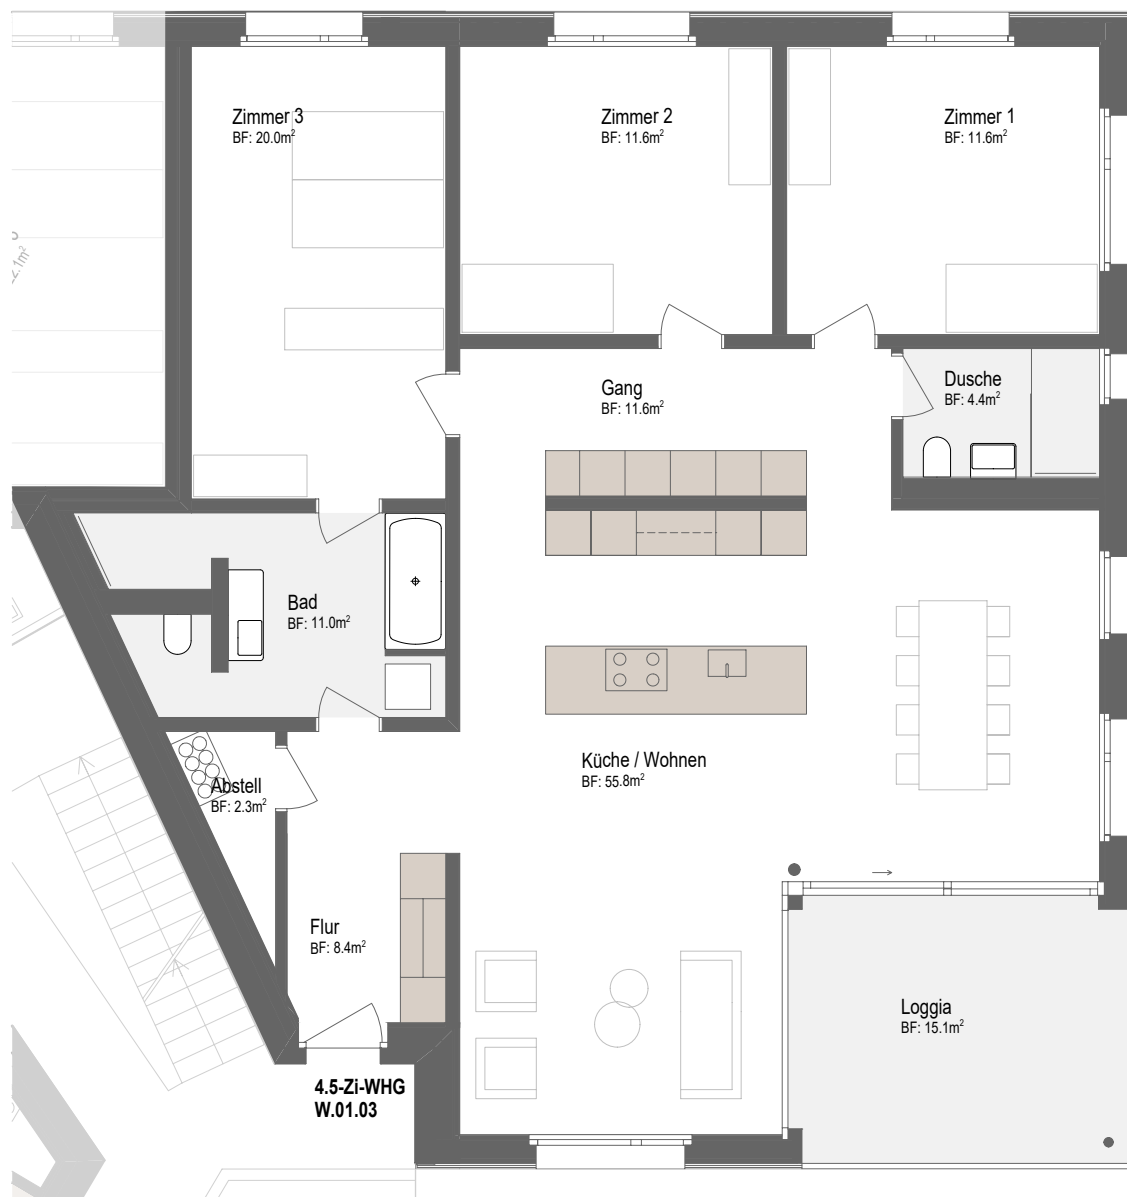 Zimmer 3
BF: 20.0m²
Zimmer 2
BF: 11.6m²
Zimmer 1
BF: 11.6m²
Gang
BF: 11.6m²
Dusche
BF: 4.4m²
Bad
BF: 11.0m²
Küche / Wohnen
BF: 55.8m²
Abstell
BF: 2.3m²
Flur
BF: 8.4m²
Loggia
BF: 15.1m²
4.5-Zi-WHG
W.01.03